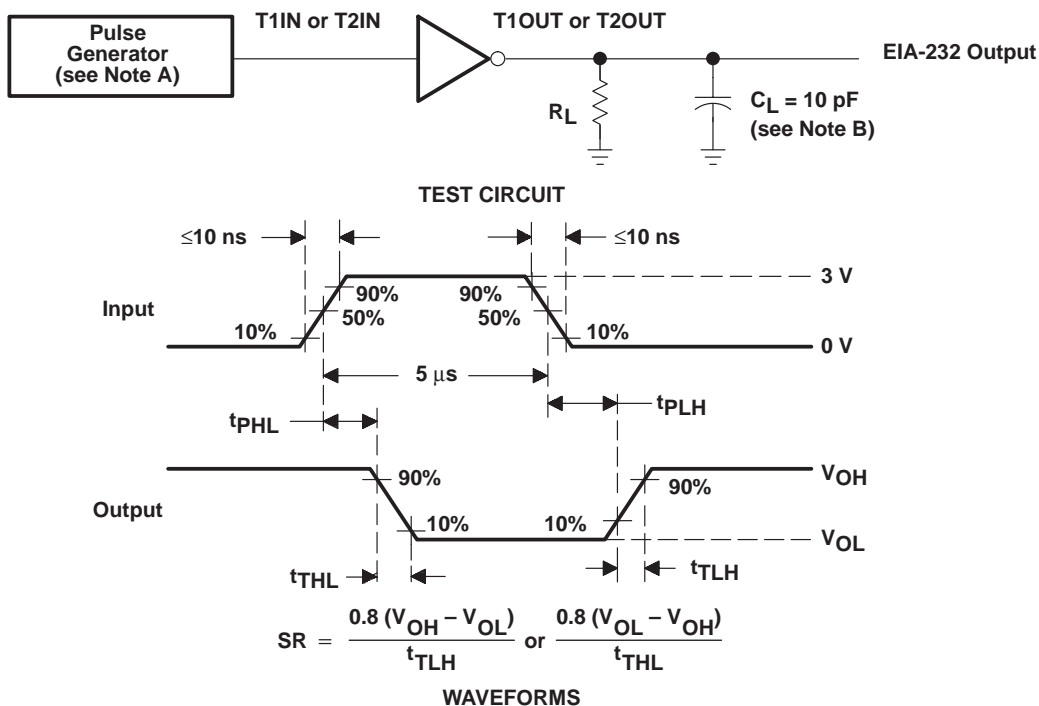 Pulse
Generator
(see Note A)
T1IN or T2IN
T1OUT or T2OUT
EIA-232 Output
RL
CL = 10 pF
(see Note B)
TEST CIRCUIT
≤10 ns
≤10 ns
3 V
Input
90%
90%
50%
50%
10%
10%
0 V
5 μs
tPHL
tPLH
VOH
90%
90%
Output
10%
10%
VOL
tTHL
tTLH
SR = 0.8 (VOH – VOL) / tTLH or 0.8 (VOL – VOH) / tTHL
WAVEFORMS